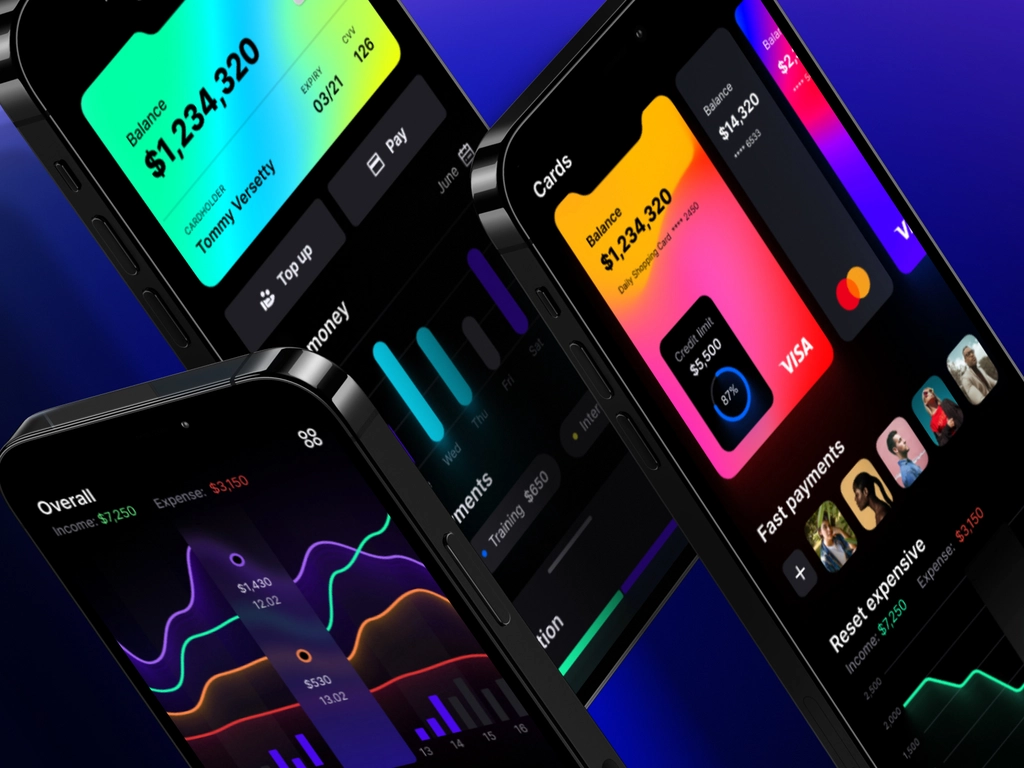 Balance
$1,234,320
CARDHOLDER
Tommy Versetty
EXPIRY
03/21
CVV
126
Top up
Pay
money
June
Wed
Thu
Fri
Sat
ments
Training $650
tion
Overall
Income: $7,250 Expense: $3,150
$1,430
12.02
$530
13.02
13 14 15 16
Cards
Balance
$1,234,320
Daily Shopping Card **** 2450
Credit limit
$5,500
87%
VISA
Balance
$14,320
**** 6533
Fast payments
+
Reset expensive
Income: $7,250 Expense: $3,150
2,500
2,000
1,500